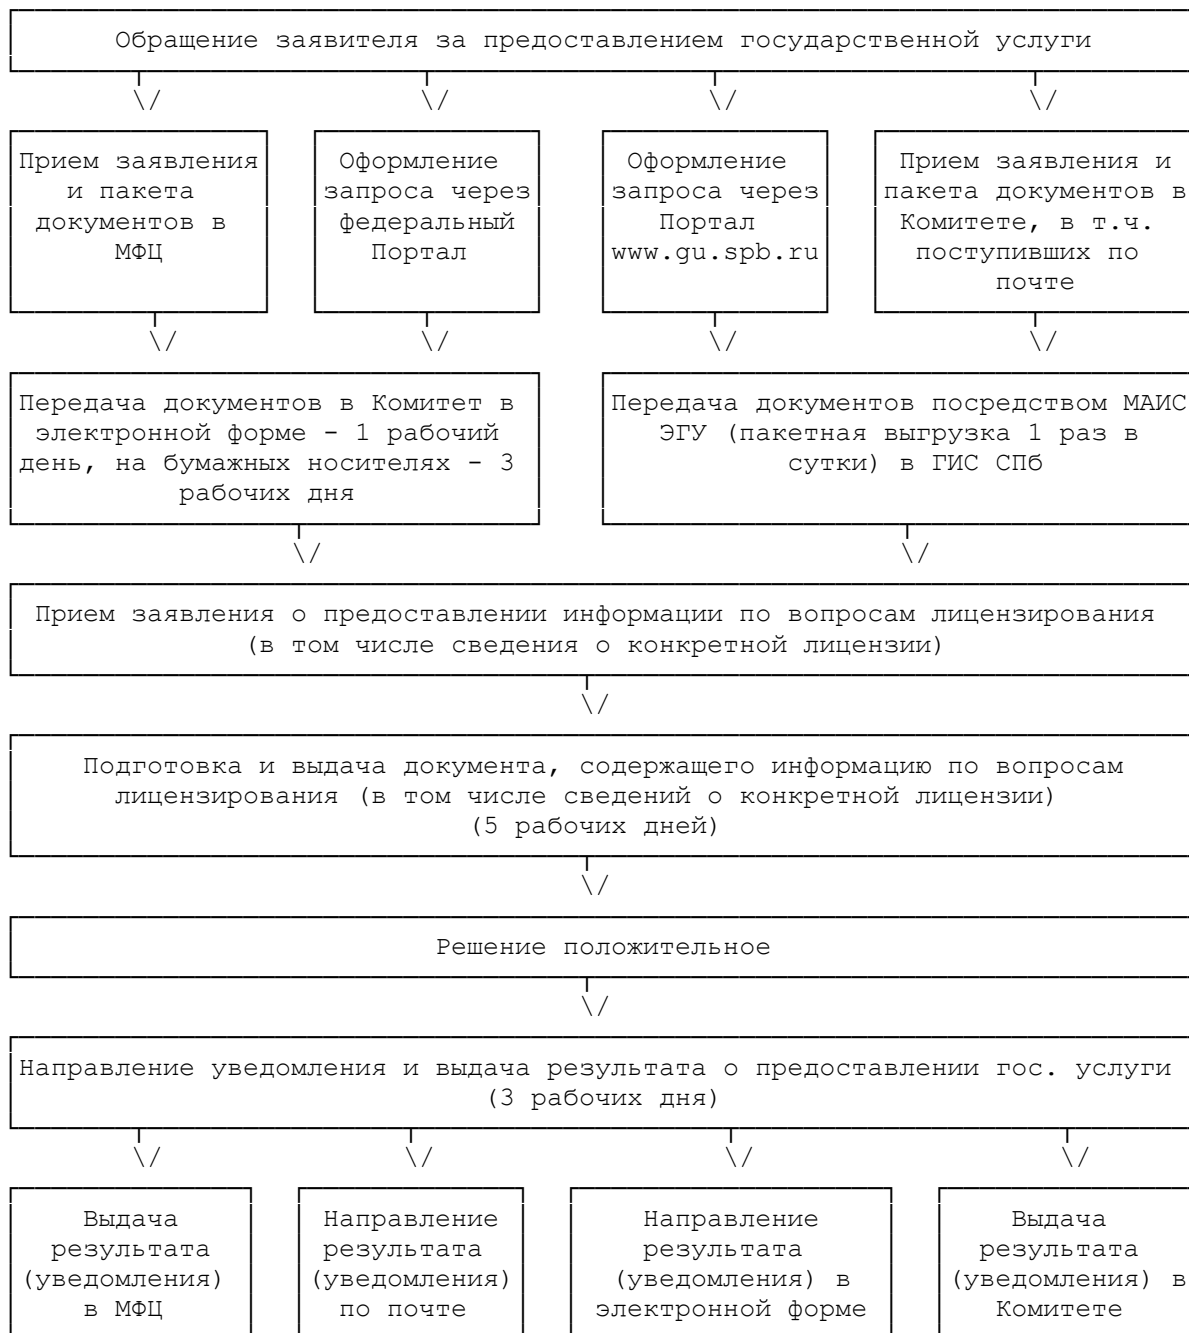 Обращение заявителя за предоставлением государственной услуги
\/ \/ \/ \/
Прием заявления
и пакета
документов в
МФЦ
Оформление
запроса через
федеральный
Портал
Оформление
запроса через
Портал
www.gu.spb.ru
Прием заявления и
пакета документов в
Комитете, в т.ч.
поступивших по
почте
\/ \/ \/ \/
Передача документов в Комитет в
электронной форме - 1 рабочий
день, на бумажных носителях - 3
рабочих дня
Передача документов посредством МАИС
ЭГУ (пакетная выгрузка 1 раз в
сутки) в ГИС СПб
\/ \/
Прием заявления о предоставлении информации по вопросам лицензирования
(в том числе сведения о конкретной лицензии)
\/
Подготовка и выдача документа, содержащего информацию по вопросам
лицензирования (в том числе сведений о конкретной лицензии)
(5 рабочих дней)
\/
Решение положительное
\/
Направление уведомления и выдача результата о предоставлении гос. услуги
(3 рабочих дня)
\/ \/ \/ \/
Выдача
результата
(уведомления)
в МФЦ
Направление
результата
(уведомления)
по почте
Направление
результата
(уведомления) в
электронной форме
Выдача
результата
(уведомления) в
Комитете